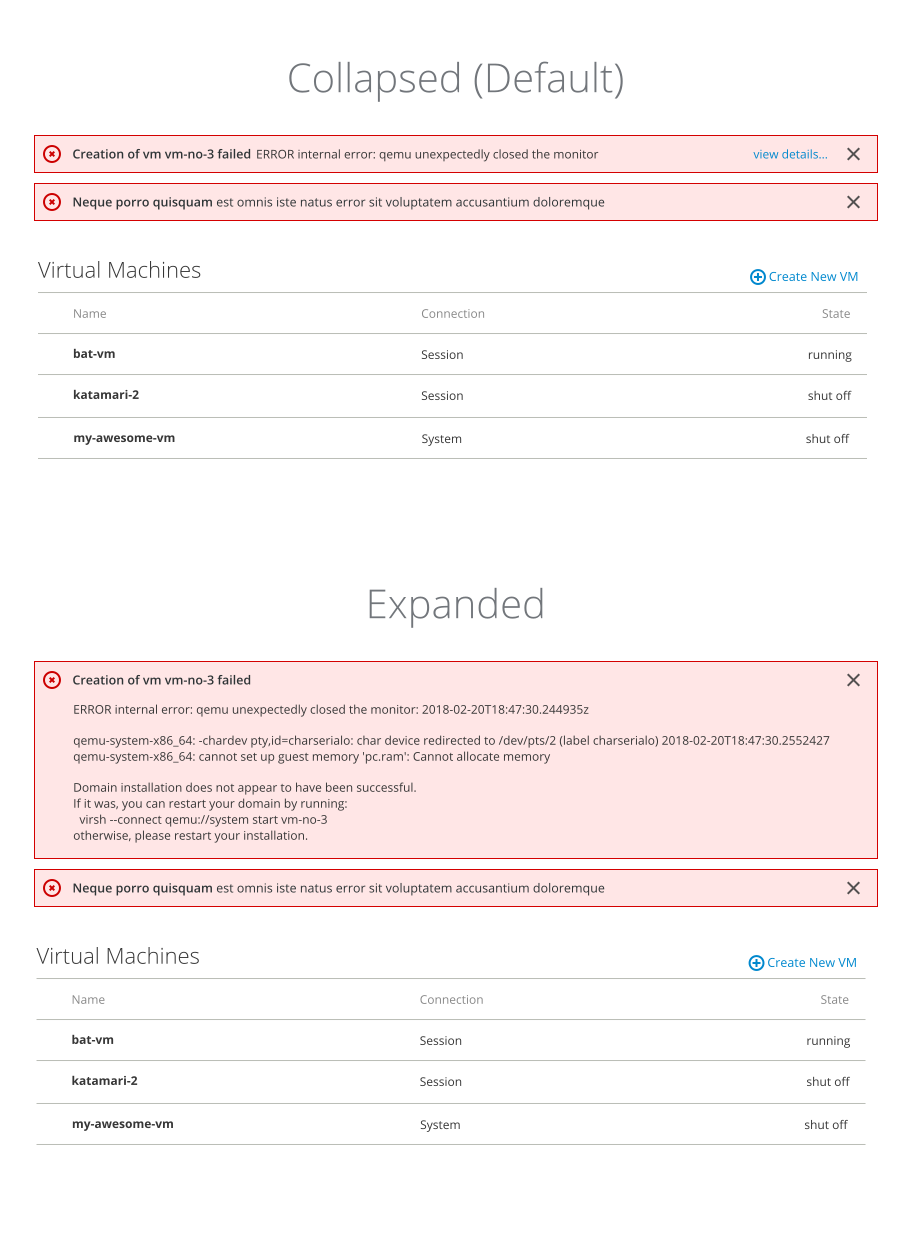 Collapsed (Default)
Creation of vm vm-no-3 failed ERROR internal error: qemu unexpectedly closed the monitor view details...
Neque porro quisquam est omnis iste natus error sit voluptatem accusantium doloremque
Virtual Machines
Create New VM
Name Connection State
bat-vm Session running
katamari-2 Session shut off
my-awesome-vm System shut off
Expanded
Creation of vm vm-no-3 failed
ERROR internal error: qemu unexpectedly closed the monitor: 2018-02-20T18:47:30.244935z
qemu-system-x86_64: -chardev pty,id=charserialo: char device redirected to /dev/pts/2 (label charserialo) 2018-02-20T18:47:30.2552427
qemu-system-x86_64: cannot set up guest memory 'pc.ram': Cannot allocate memory
Domain installation does not appear to have been successful.
If it was, you can restart your domain by running:
virsh --connect qemu://system start vm-no-3
otherwise, please restart your installation.
Neque porro quisquam est omnis iste natus error sit voluptatem accusantium doloremque
Virtual Machines
Create New VM
Name Connection State
bat-vm Session running
katamari-2 Session shut off
my-awesome-vm System shut off